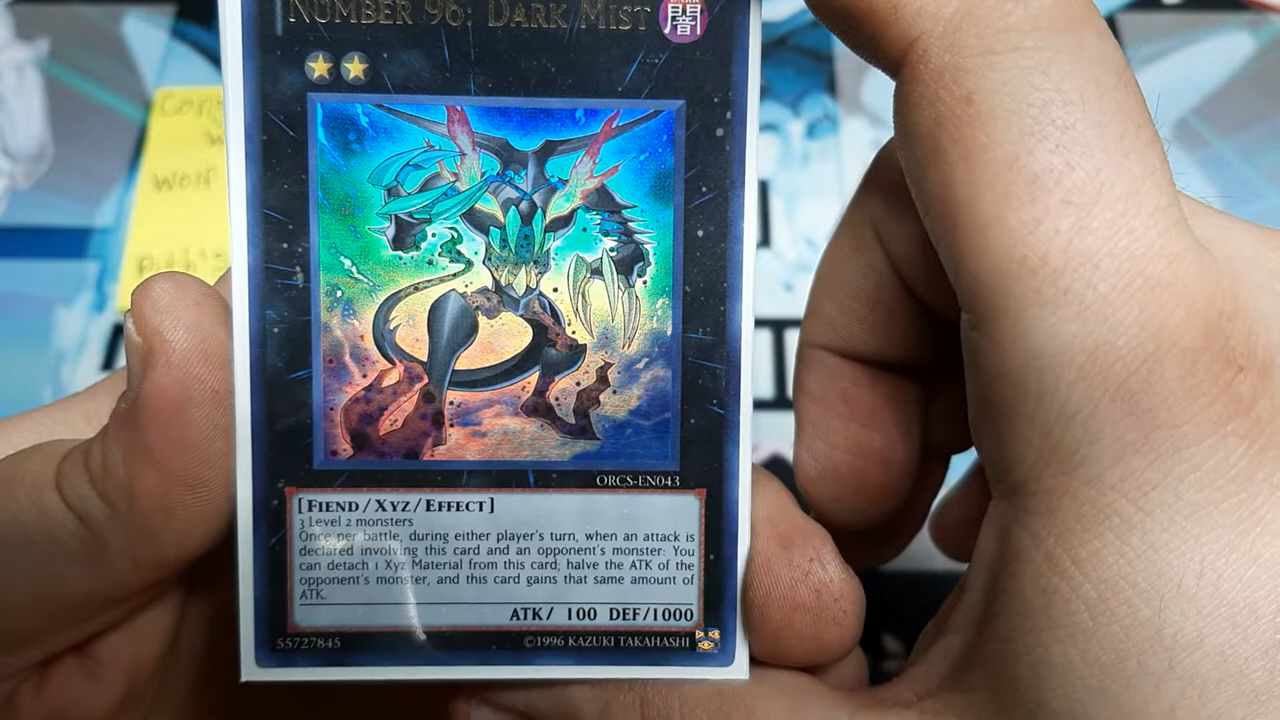 NUMBER 96: DARK MIST
DARK
闇
ORCS-EN043
[FIEND/XYZ/EFFECT]
3 Level 2 monsters
Once per battle, during either player's turn, when an attack is
declared involving this card and an opponent's monster: You
can detach 1 Xyz Material from this card; halve the ATK of the
opponent's monster, and this card gains that same amount of
ATK.
ATK/ 100 DEF/1000
55727845
©1996 KAZUKI TAKAHASHI
Wolf